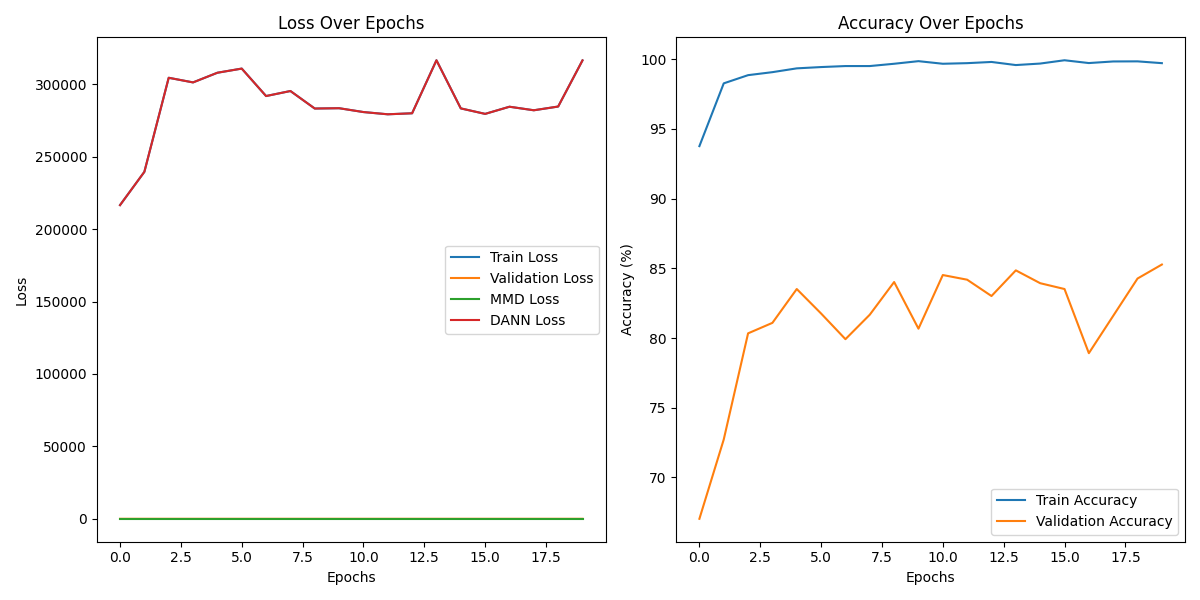 Loss Over Epochs
Loss
300000
250000
200000
150000
100000
50000
0
Train Loss
Validation Loss
MMD Loss
DANN Loss
0.0 2.5 5.0 7.5 10.0 12.5 15.0 17.5
Epochs
Accuracy Over Epochs
Accuracy (%)
100
95
90
85
80
75
70
Train Accuracy
Validation Accuracy
0.0 2.5 5.0 7.5 10.0 12.5 15.0 17.5
Epochs